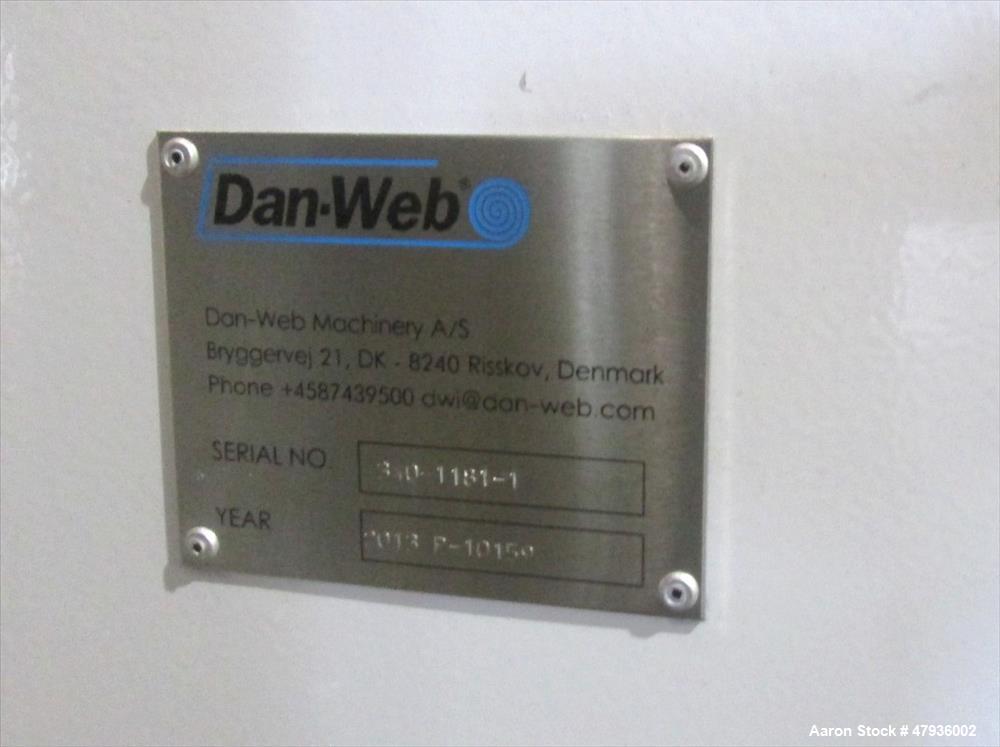 Dan-Web®
Dan-Web Machinery A/S
Bryggervej 21, DK - 8240 Risskov, Denmark
Phone +4587439500 dwi@dan-web.com
SERIAL NO 1181-1
YEAR 2013 P-10159
Aaron Stock # 47936002